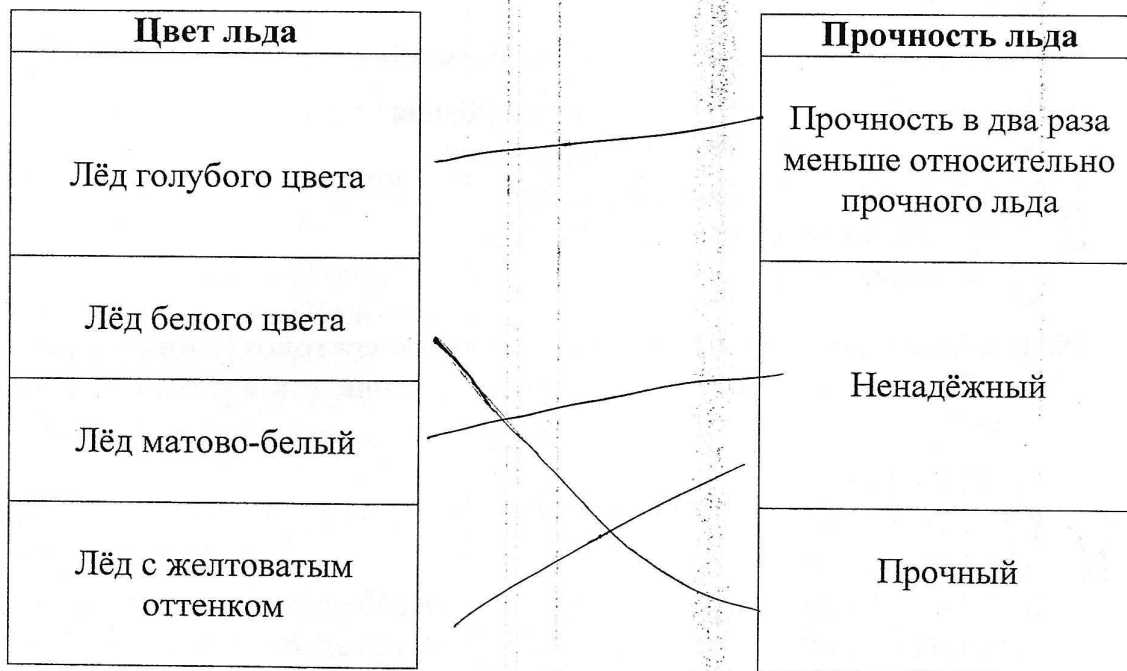 Цвет льда
Лёд голубого цвета
Лёд белого цвета
Лёд матово-белый
Лёд с желтоватым
оттенком
Прочность льда
Прочность в два раза
меньше относительно
прочного льда
Ненадёжный
Прочный